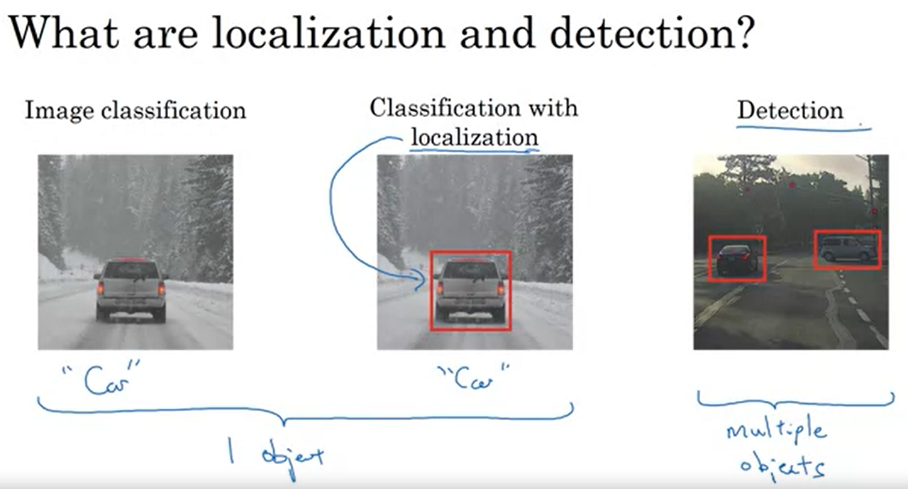 What are localization and detection?
Image classification
Classification with
localization
Detection
"Car"
"Car"
1 object
multiple
objects